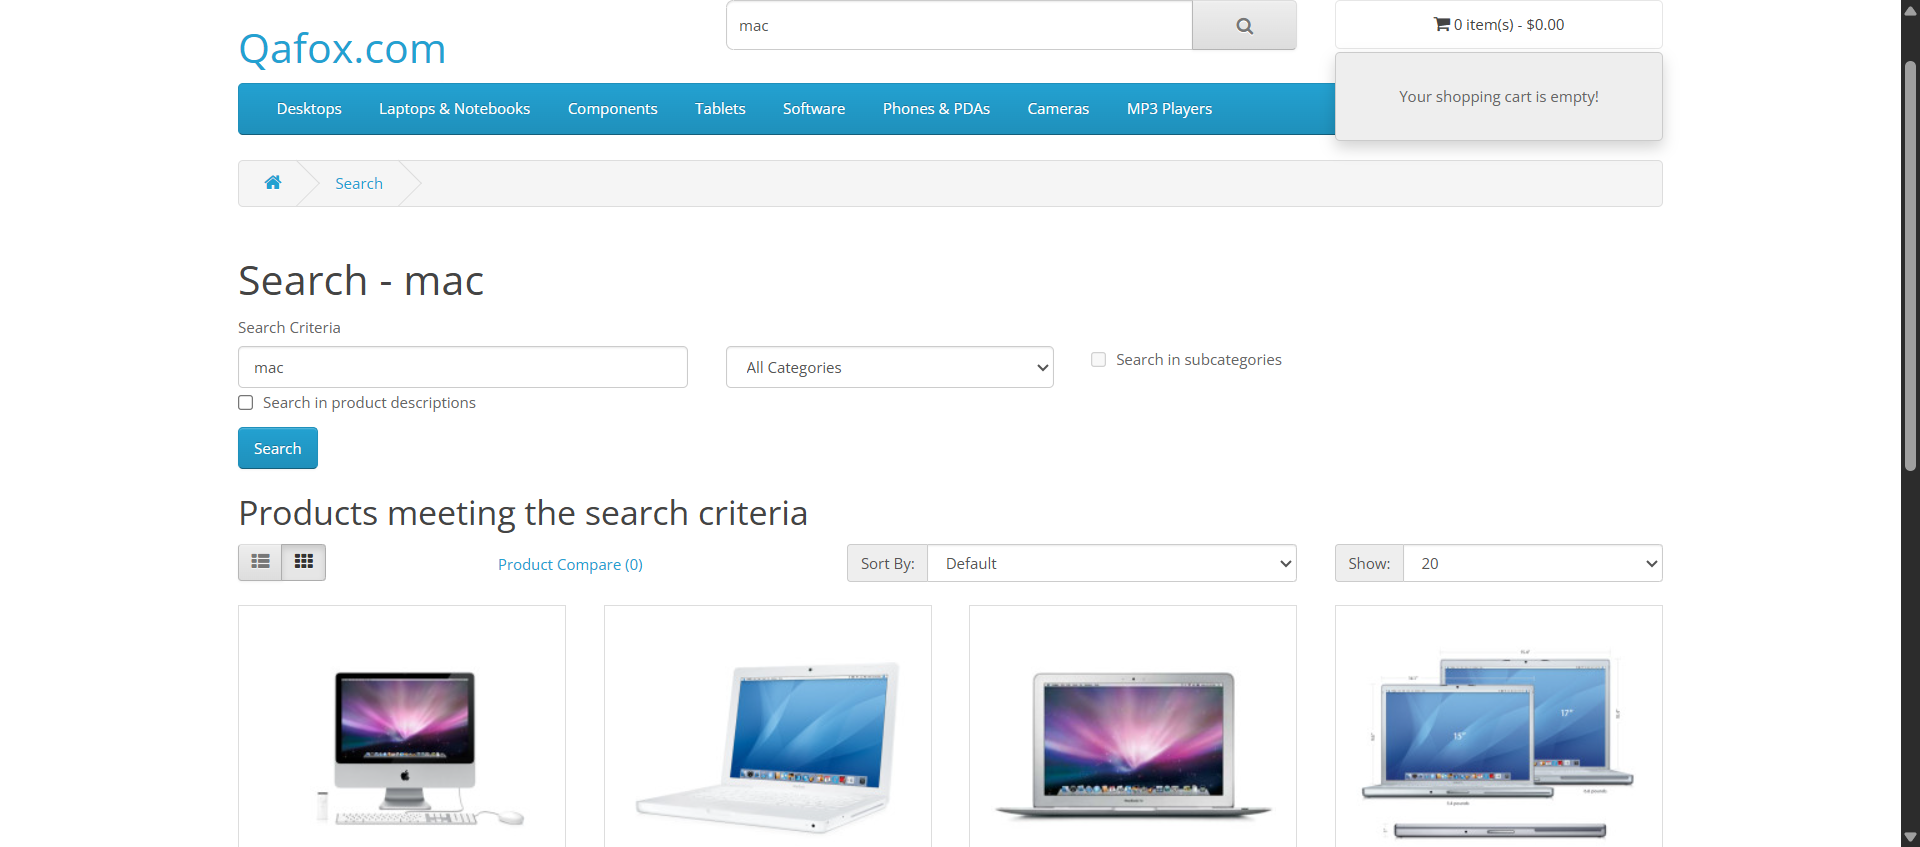 mac
0 item(s) - $0.00
Qafox.com
Your shopping cart is empty!
Desktops
Laptops & Notebooks
Components
Tablets
Software
Phones & PDAs
Cameras
MP3 Players
Search
Search - mac
Search Criteria
mac
All Categories
Search in subcategories
Search in product descriptions
Search
Products meeting the search criteria
Product Compare (0)
Sort By:
Default
Show:
20
15"
17"